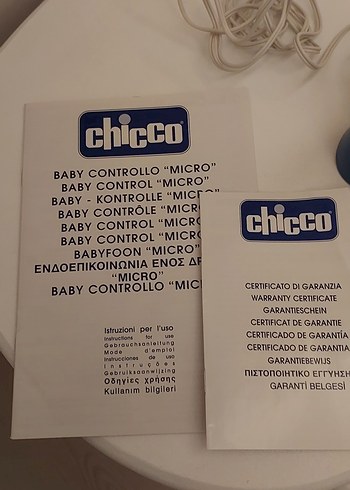 chicco
BABY CONTROLLO "MICRO"
BABY CONTROL "MICRO"
BABY - KONTROLLE "MICRO"
BABY CONTRÔLE "MICR
BABY CONTROL "MICR
BABY CONTROL "MICR
BABYFOON "MICRO"
ΕΝΔΟΕΠΙΚΟΙΝΩΝΙΑ ΕΝΟΣ ΔΡ
"MICRO"
BABY CONTROLLO "MIC
Istruzioni per l'uso
Instructions for use
Gebrauchsanleitung
Mode d'emploi
Instrucciones de uso
Instruções
Gebruiksaanwijzing
Οδηγίες χρήσης
Kullanım bilgileri
chicco
CERTIFICATO DI GARANZIA
WARRANTY CERTIFICATE
GARANTIESCHEIN
CERTIFICAT DE GARANTIE
CERTIFICADO DE GARANTÍA
CERTIFICADO DE GARANTIA
GARANTIEBEWIJS
ΠΙΣΤΟΠΟΙΗΤΙΚΟ ΕΓΓΥΗΣΗ
GARANTİ BELGESİ